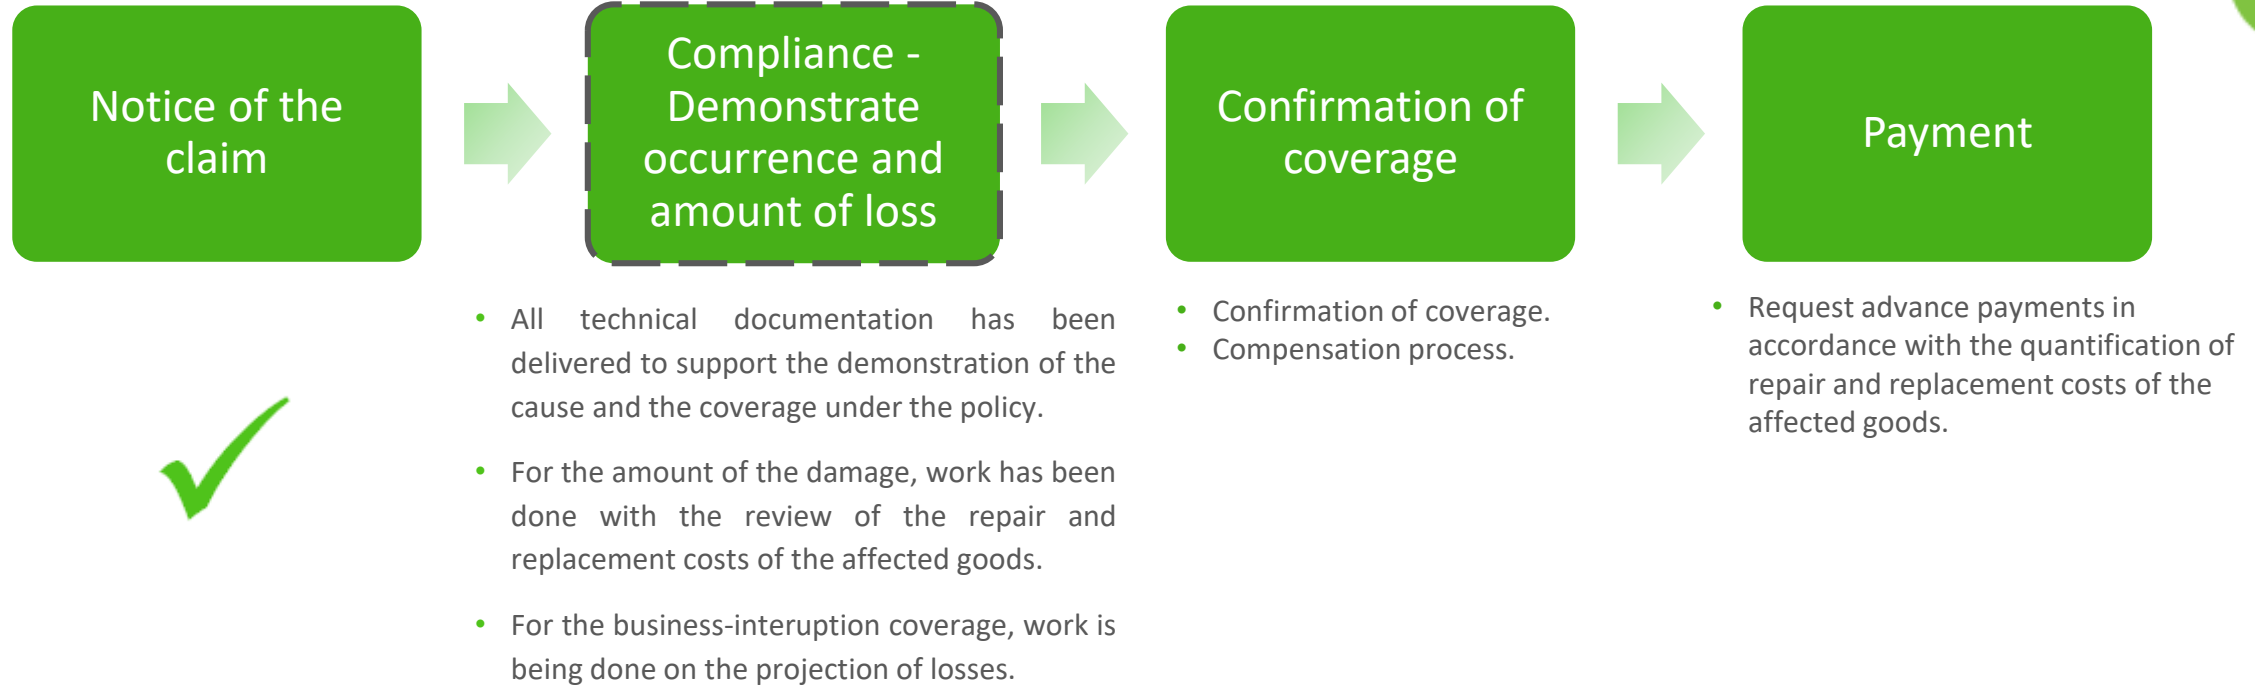 Notice of the
claim
Compliance -
Demonstrate
occurrence and
amount of loss
Confirmation of
coverage
Payment
• All technical documentation has been
delivered to support the demonstration of the
cause and the coverage under the policy.
• For the amount of the damage, work has been
done with the review of the repair and
replacement costs of the affected goods.
• For the business-interuption coverage, work is
being done on the projection of losses.
• Confirmation of coverage.
• Compensation process.
• Request advance payments in
accordance with the quantification of
repair and replacement costs of the
affected goods.